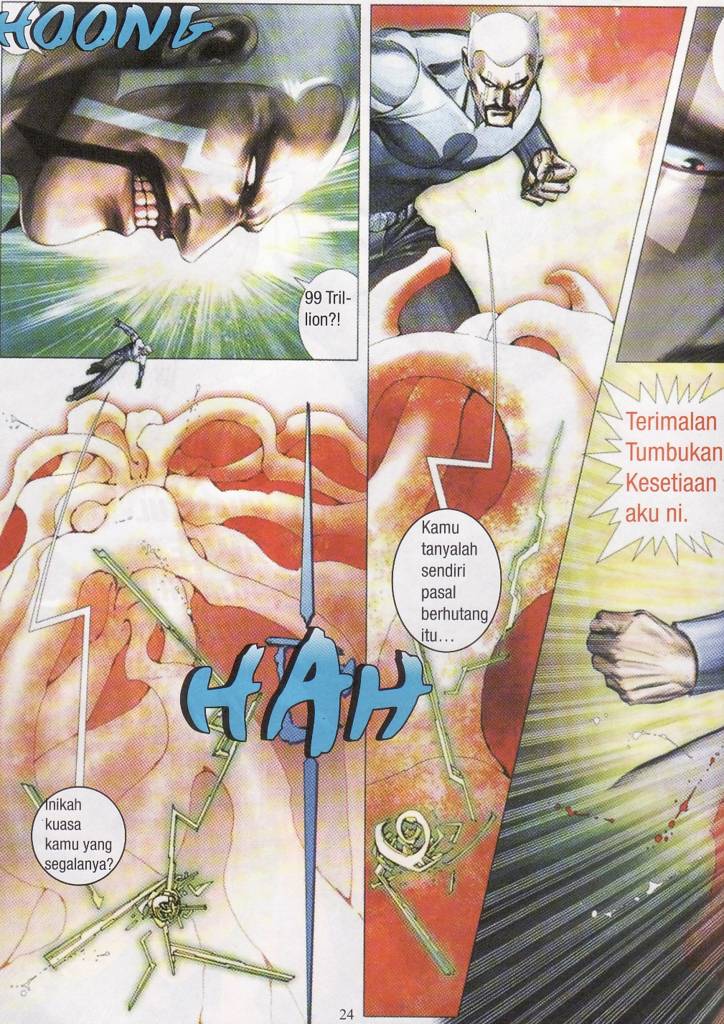 HOONG
99 Tril-
lion?!
Terimalan
Tumbukan
Kesetiaan
aku ni.
Kamu
tanyalah
sendiri
pasal
berhutang
itu...
HAH
Inikah
kuasa
kamu yang
segalanya?
24